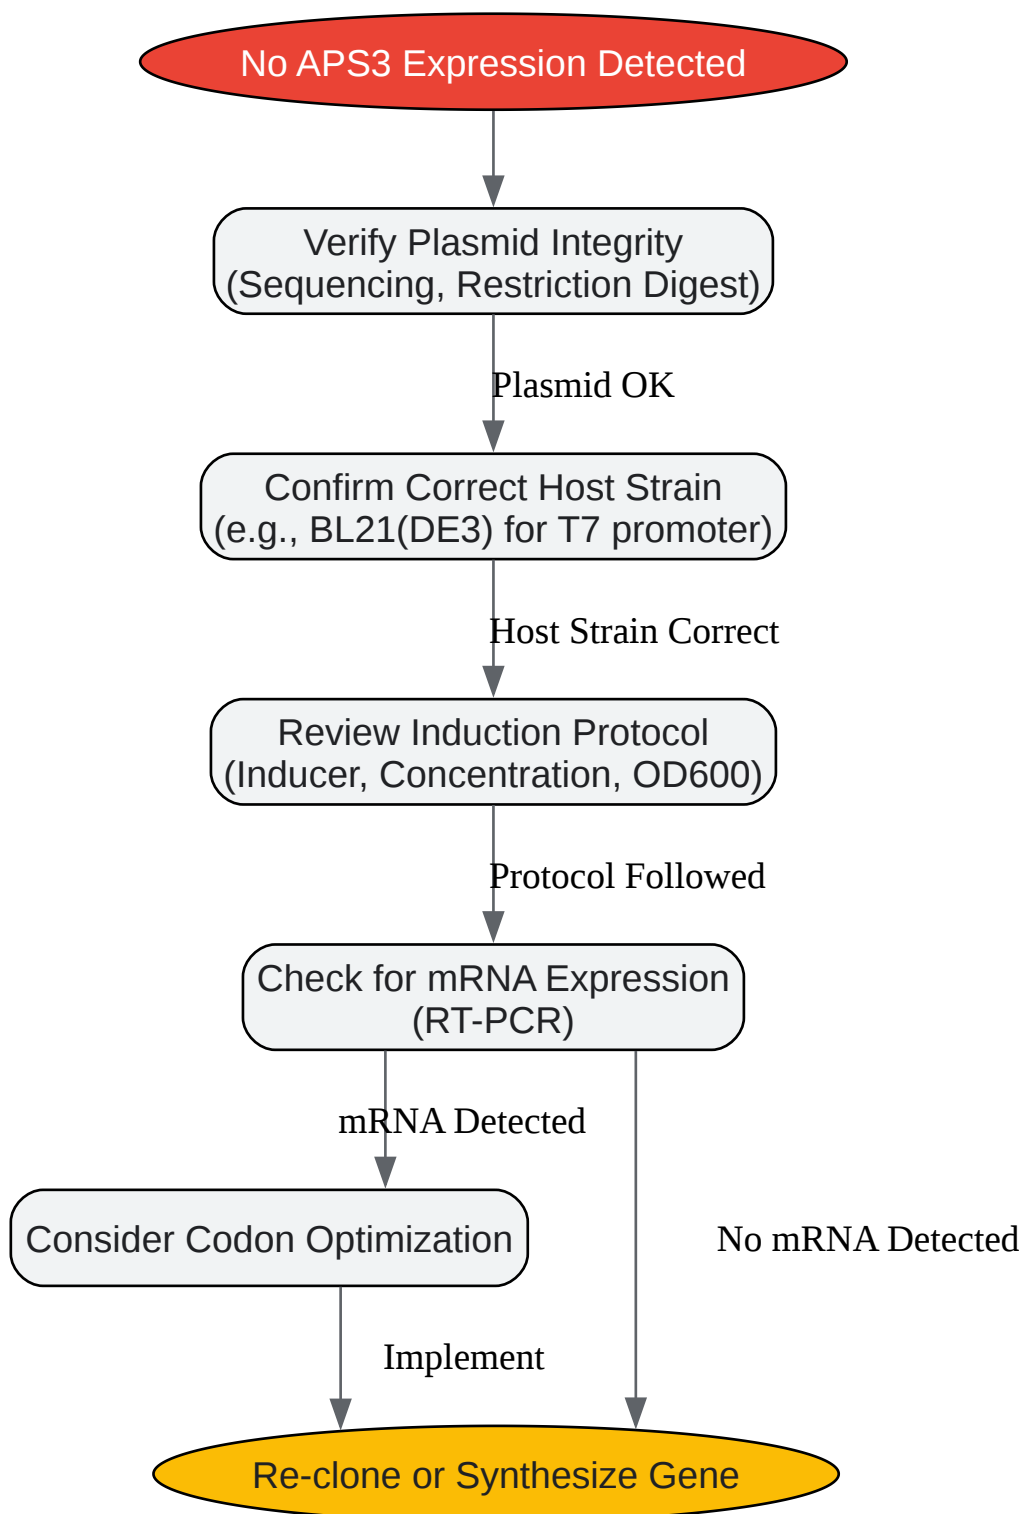 No APS3 Expression Detected
Verify Plasmid Integrity
(Sequencing, Restriction Digest)
Plasmid OK
Confirm Correct Host Strain
(e.g., BL21(DE3) for T7 promoter)
Host Strain Correct
Review Induction Protocol
(Inducer, Concentration, OD600)
Protocol Followed
Check for mRNA Expression
(RT-PCR)
mRNA Detected
Consider Codon Optimization
No mRNA Detected
Implement
Re-clone or Synthesize Gene